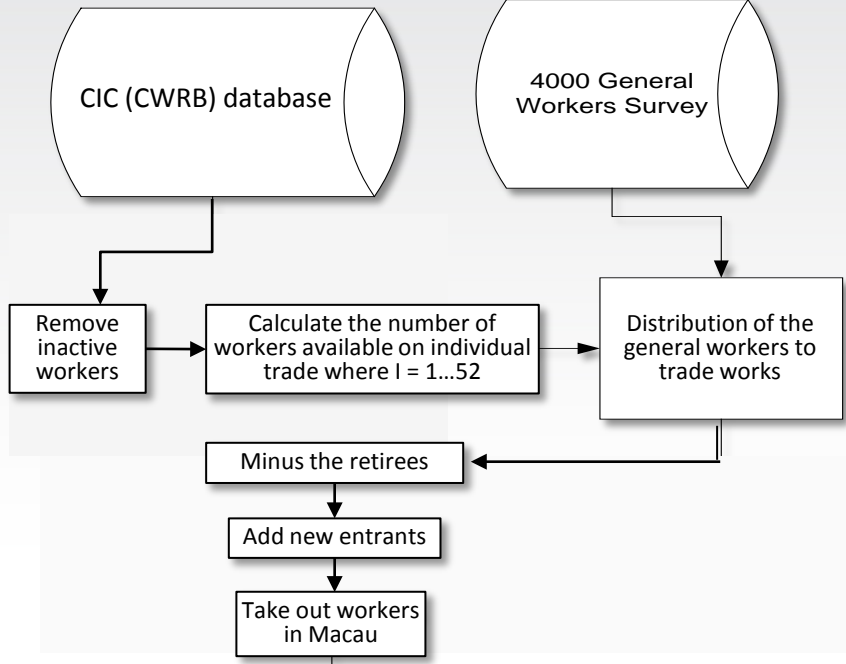 CIC (CWRB) database
4000 General
Workers Survey
Remove
inactive
workers
Calculate the number of
workers available on individual
trade where I = 1...52
Distribution of the
general workers to
trade works
Minus the retirees
Add new entrants
Take out workers
in Macau